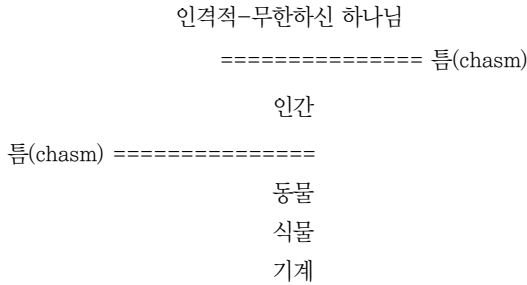 인격적-무한하신 하나님
=============== 틈(chasm)
인간
틈(chasm) ===============
동물
식물
기계